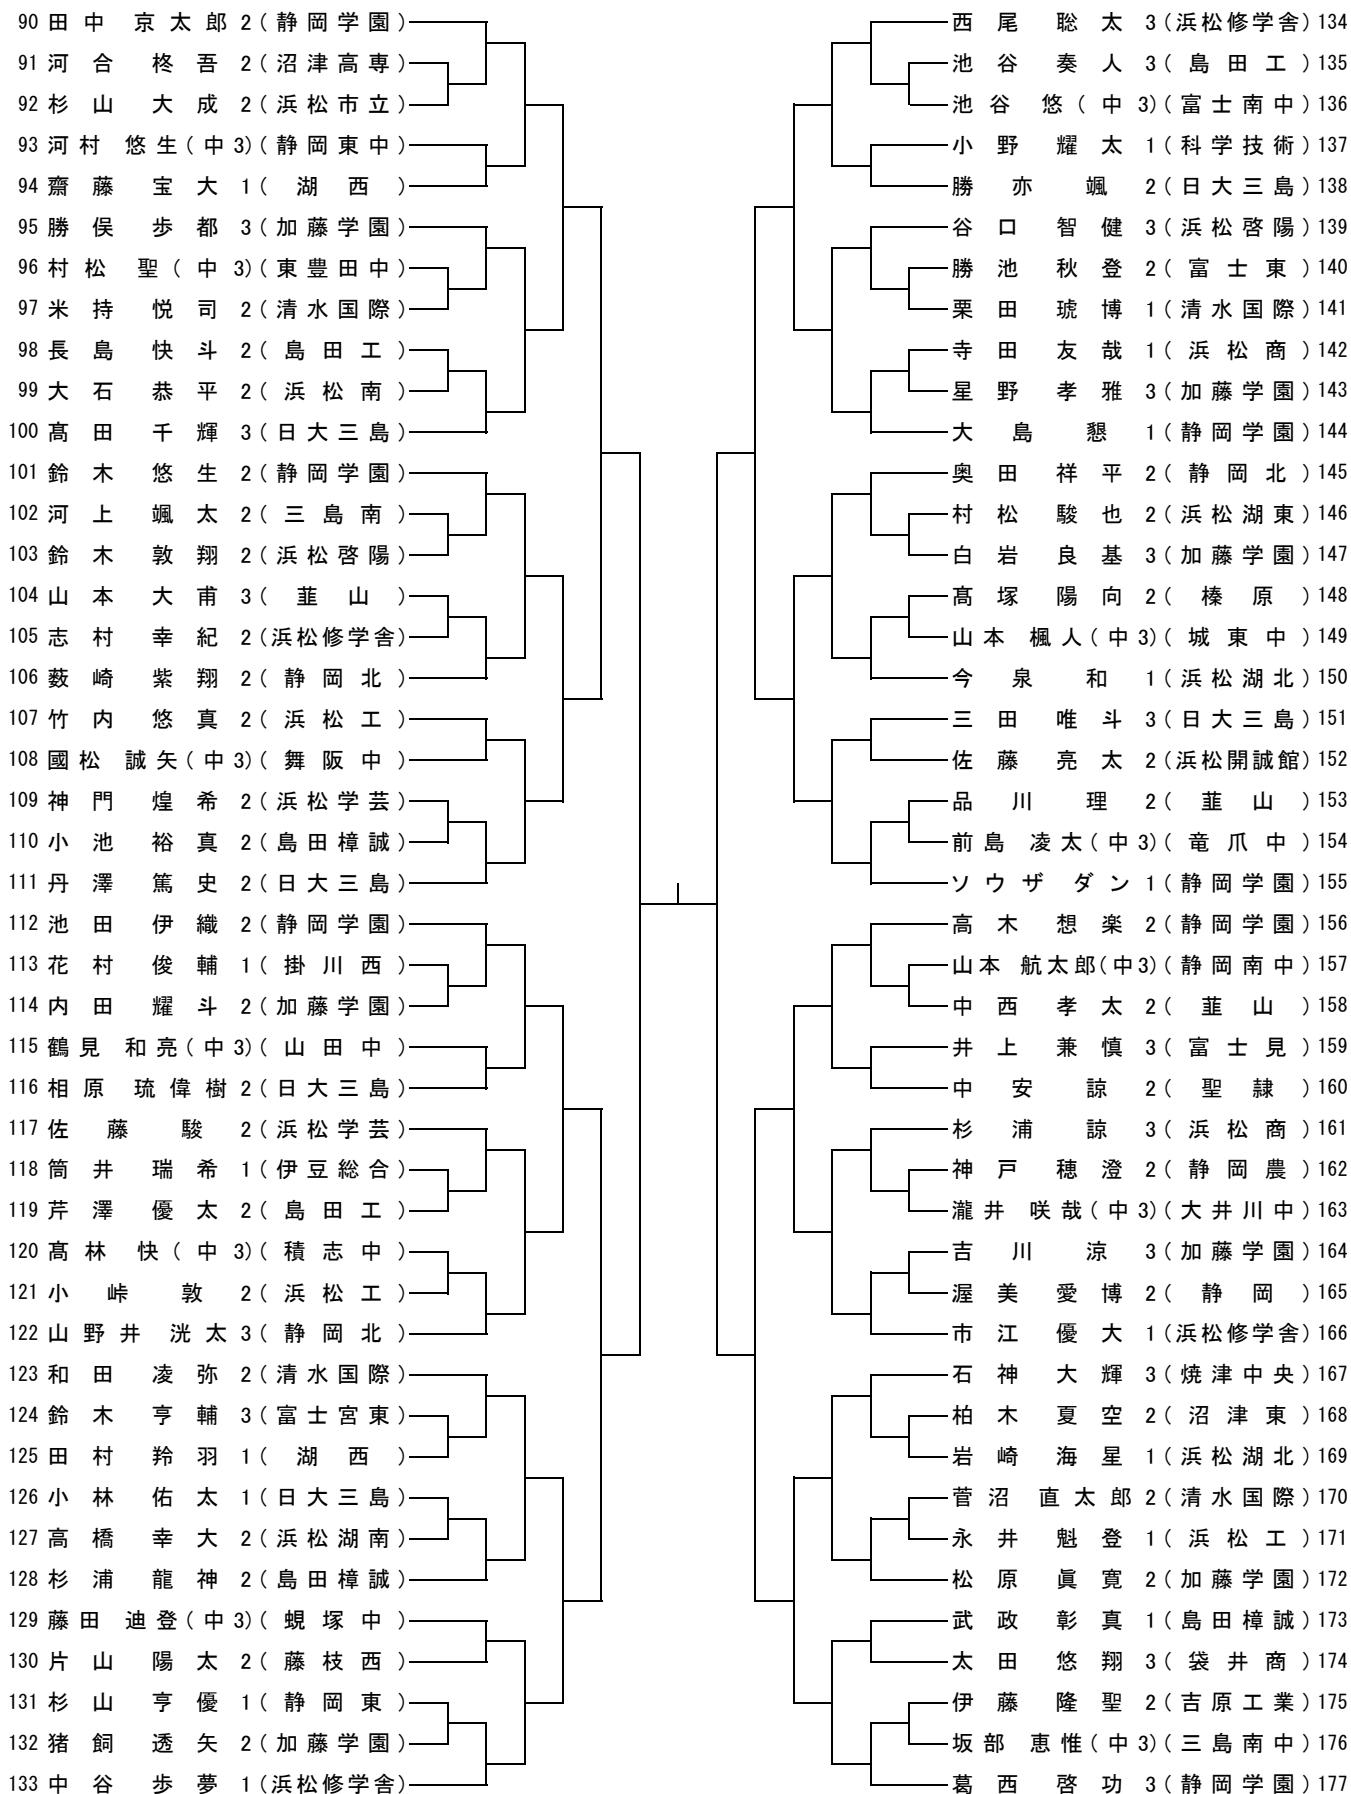 90 田中 京太郎 2 (静岡学園)
91 河合 柊吾 2 (沼津高専)
92 杉山 大成 2 (浜松市立)
93 河村 悠生(中3) (静岡東中)
94 齋藤 宝大 1 (湖西)
95 勝俣 歩都 3 (加藤学園)
96 村松 聖(中3) (東豊田中)
97 米持 悦司 2 (清水国際)
98 長島 快斗 2 (島田工)
99 大石 恭平 2 (浜松南)
100 髙田 千輝 3 (日大三島)
101 鈴木 悠生 2 (静岡学園)
102 河上 颯太 2 (三島南)
103 鈴木 敦翔 2 (浜松啓陽)
104 山本 大甫 3 (韮山)
105 志村 幸紀 2 (浜松修学舎)
106 薮崎 紫翔 2 (静岡北)
107 竹内 悠真 2 (浜松工)
108 國松 誠矢(中3) (舞阪中)
109 神門 煌希 2 (浜松学芸)
110 小池 裕真 2 (島田樟誠)
111 丹澤 篤史 2 (日大三島)
112 池田 伊織 2 (静岡学園)
113 花村 俊輔 1 (掛川西)
114 内田 耀斗 2 (加藤学園)
115 鶴見 和亮(中3) (山田中)
116 相原 琉偉樹 2 (日大三島)
117 佐藤 駿 2 (浜松学芸)
118 筒井 瑞希 1 (伊豆総合)
119 芹澤 優太 2 (島田工)
120 髙林 快(中3) (積志中)
121 小峠 敦 2 (浜松工)
122 山野井 洸太 3 (静岡北)
123 和田 凌弥 2 (清水国際)
124 鈴木 亨輔 3 (富士宮東)
125 田村 羚羽 1 (湖西)
126 小林 佑太 1 (日大三島)
127 高橋 幸大 2 (浜松湖南)
128 杉浦 龍神 2 (島田樟誠)
129 藤田 迪登(中3) (蜆塚中)
130 片山 陽太 2 (藤枝西)
131 杉山 亨優 1 (静岡東)
132 猪飼 透矢 2 (加藤学園)
133 中谷 歩夢 1 (浜松修学舎)
西尾 聡太 3 (浜松修学舎) 134
池谷 奏人 3 (島田工) 135
池谷 悠(中3) (富士南中) 136
小野 耀太 1 (科学技術) 137
勝亦 颯 2 (日大三島) 138
谷口 智健 3 (浜松啓陽) 139
勝池 秋登 2 (富士東) 140
栗田 琥博 1 (清水国際) 141
寺田 友哉 1 (浜松商) 142
星野 孝雅 3 (加藤学園) 143
大島 懇 1 (静岡学園) 144
奥田 祥平 2 (静岡北) 145
村松 駿也 2 (浜松湖東) 146
白岩 良基 3 (加藤学園) 147
髙塚 陽向 2 (榛原) 148
山本 楓人(中3) (城東中) 149
今泉 和 1 (浜松湖北) 150
三田 唯斗 3 (日大三島) 151
佐藤 亮太 2 (浜松開誠館) 152
品川 理 2 (韮山) 153
前島 凌太(中3) (竜爪中) 154
ソウザ ダン 1 (静岡学園) 155
高木 想楽 2 (静岡学園) 156
山本 航太郎(中3) (静岡南中) 157
中西 孝太 2 (韮山) 158
井上 兼慎 3 (富士見) 159
中安 諒 2 (聖隷) 160
杉浦 諒 3 (浜松商) 161
神戸 穂澄 2 (静岡農) 162
瀧井 咲哉(中3) (大井川中) 163
吉川 涼 3 (加藤学園) 164
渥美 愛博 2 (静岡) 165
市江 優大 1 (浜松修学舎) 166
石神 大輝 3 (焼津中央) 167
柏木 夏空 2 (沼津東) 168
岩崎 海星 1 (浜松湖北) 169
菅沼 直太郎 2 (清水国際) 170
永井 魁登 1 (浜松工) 171
松原 眞寛 2 (加藤学園) 172
武政 彰真 1 (島田樟誠) 173
太田 悠翔 3 (袋井商) 174
伊藤 隆聖 2 (吉原工業) 175
坂部 恵惟(中3) (三島南中) 176
葛西 啓功 3 (静岡学園) 177